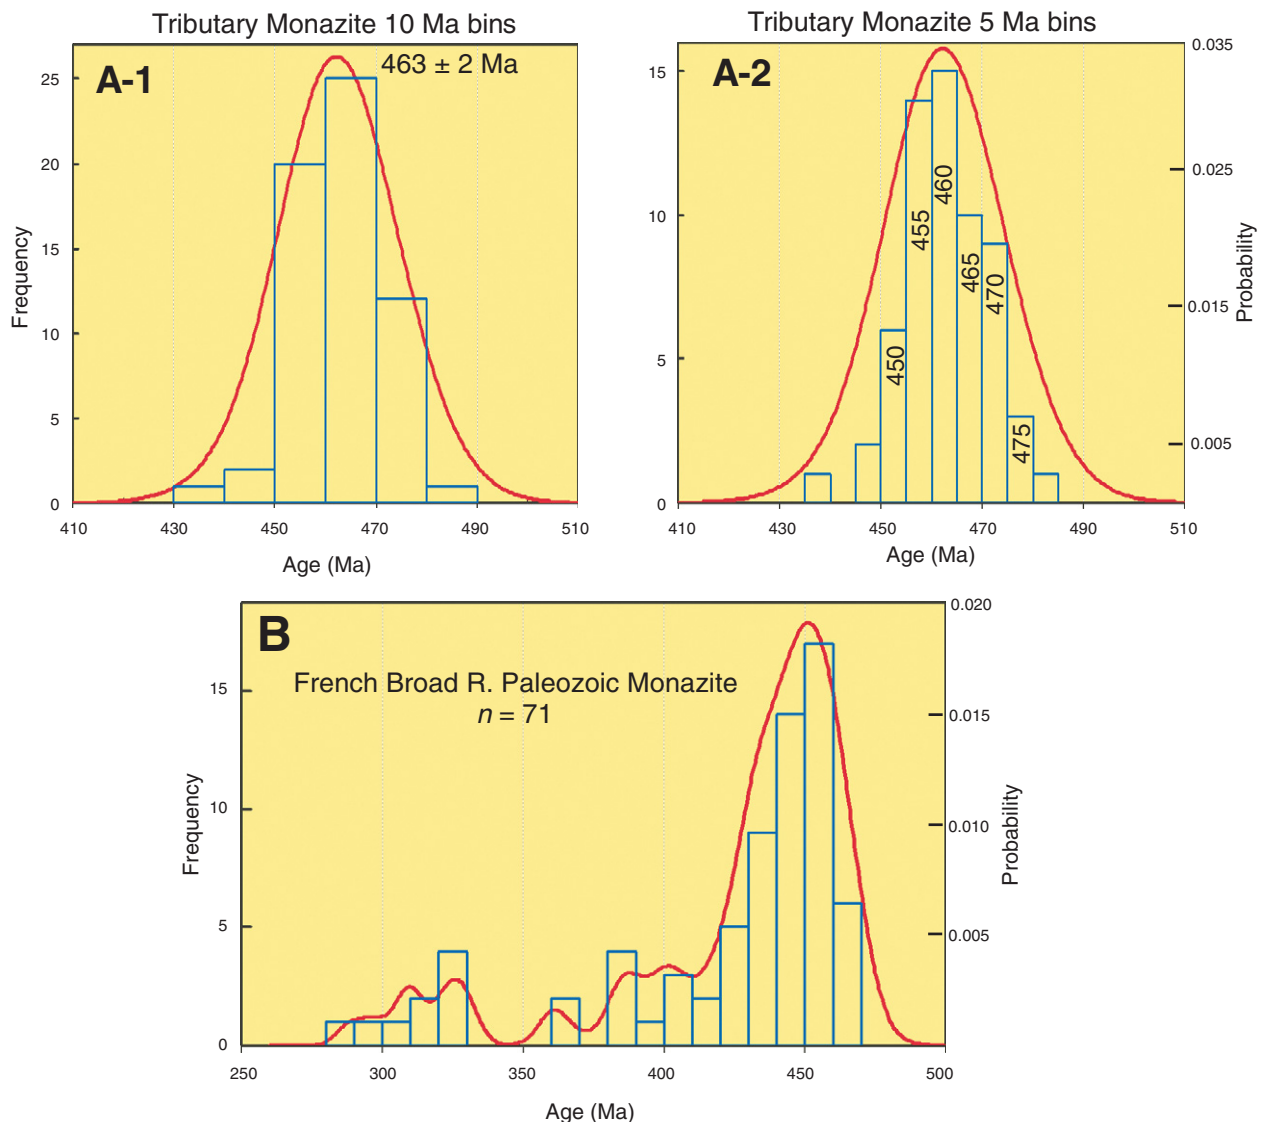 Tributary Monazite 10 Ma bins
A-1
463 ± 2 Ma
25
20
15
10
5
0
Frequency
410 430 450 470 490 510
Age (Ma)
Tributary Monazite 5 Ma bins
A-2
15
10
5
0
450
455
460
465
470
475
0.035
0.025
0.015
0.005
Probability
410 430 450 470 490 510
Age (Ma)
B
French Broad R. Paleozoic Monazite
n = 71
15
10
5
0
Frequency
0.020
0.015
0.010
0.005
Probability
250 300 350 400 450 500
Age (Ma)